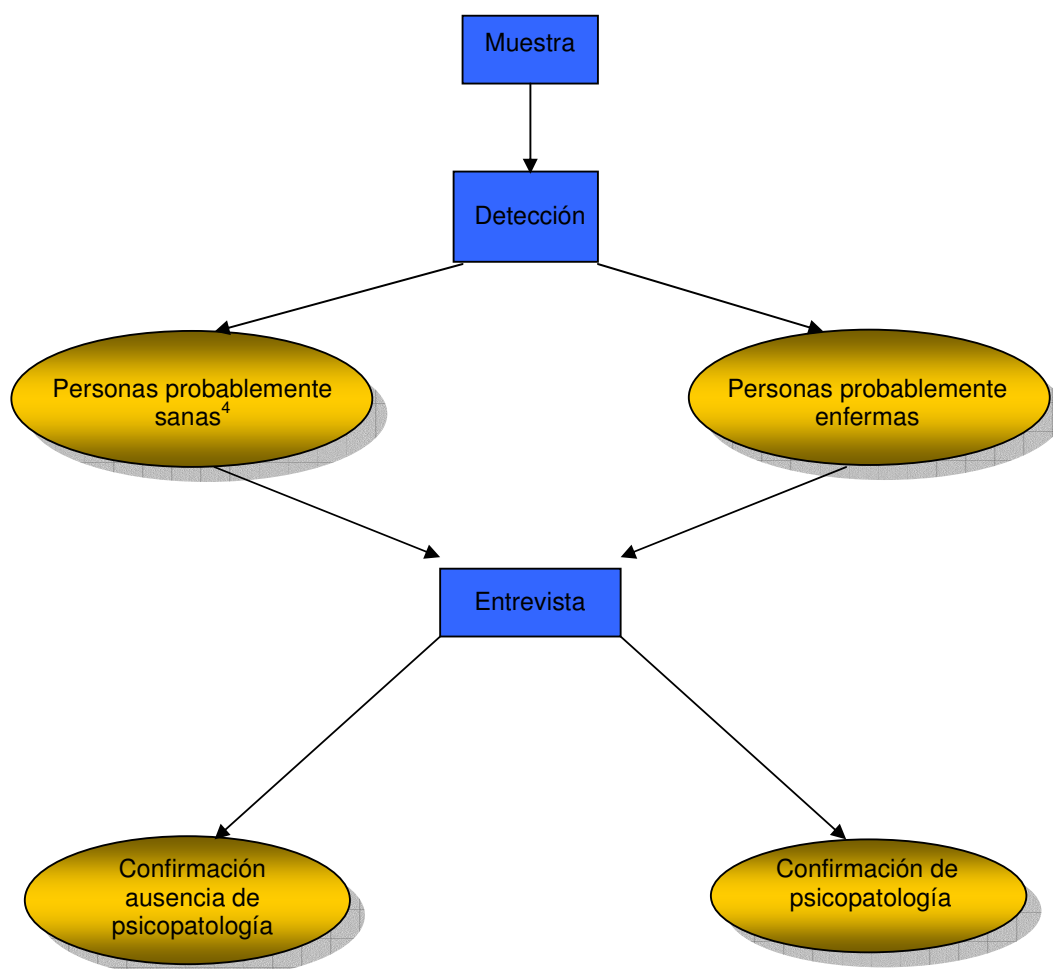 Muestra
Detección
Personas probablemente
sanas⁴
Personas probablemente
enfermas
Entrevista
Confirmación
ausencia de
psicopatología
Confirmación de
psicopatología